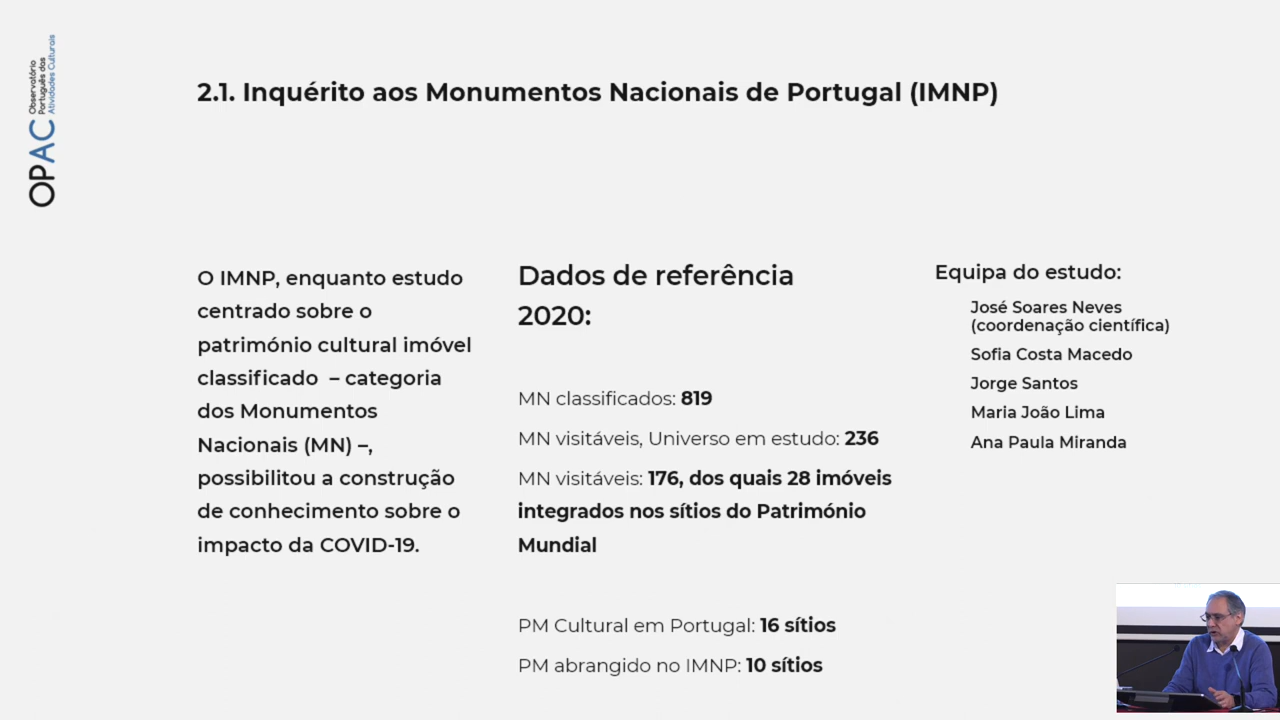 OPAC
Observatório
Português das
Atividades Culturais
2.1. Inquérito aos Monumentos Nacionais de Portugal (IMNP)
O IMNP, enquanto estudo
centrado sobre o
património cultural imóvel
classificado – categoria
dos Monumentos
Nacionais (MN) –,
possibilitou a construção
de conhecimento sobre o
impacto da COVID-19.
Dados de referência
2020:
MN classificados: 819
MN visitáveis, Universo em estudo: 236
MN visitáveis: 176, dos quais 28 imóveis
integrados nos sítios do Património
Mundial
PM Cultural em Portugal: 16 sítios
PM abrangido no IMNP: 10 sítios
Equipa do estudo:
José Soares Neves
(coordenação científica)
Sofia Costa Macedo
Jorge Santos
Maria João Lima
Ana Paula Miranda